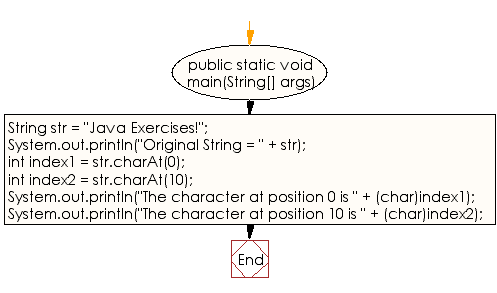 public static void
main(String[] args)
String str = "Java Exercises!";
System.out.println("Original String = " + str);
int index1 = str.charAt(0);
int index2 = str.charAt(10);
System.out.println("The character at position 0 is " + (char)index1);
System.out.println("The character at position 10 is " + (char)index2);
End